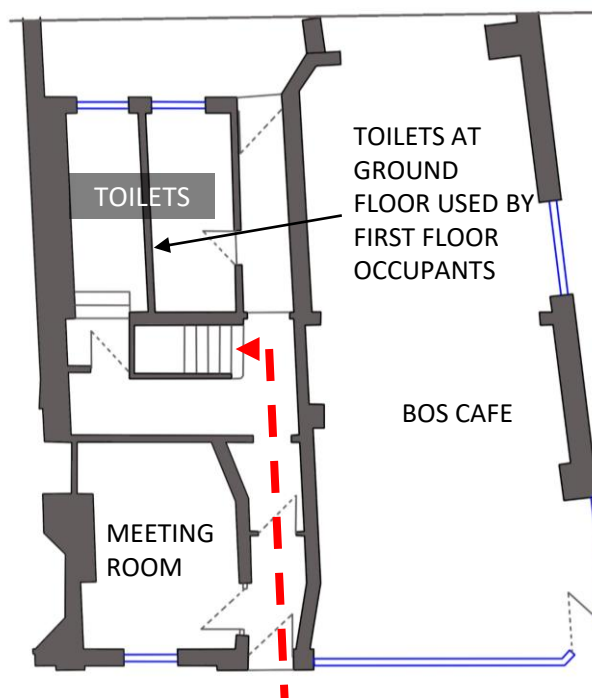 TOILETS AT
GROUND
FLOOR USED BY
FIRST FLOOR
OCCUPANTS
TOILETS
BOS CAFE
MEETING
ROOM